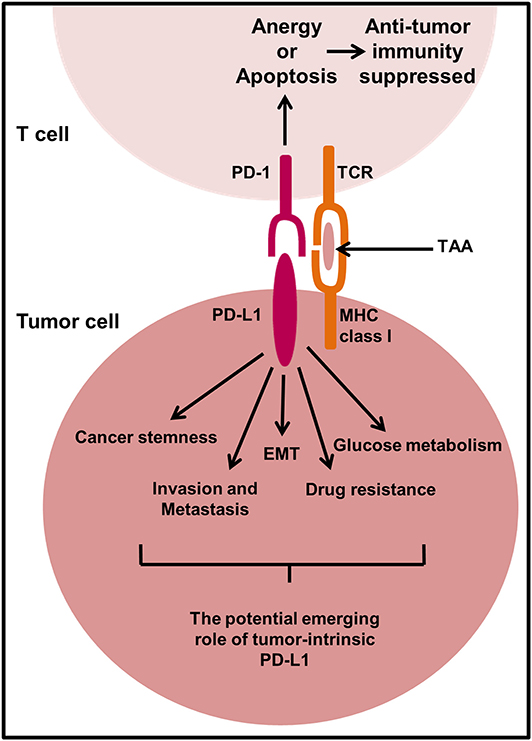 Anergy
or
Apoptosis
Anti-tumor
immunity
suppressed
T cell
PD-1
TCR
TAA
Tumor cell
PD-L1
MHC
class I
Cancer stemness
EMT
Glucose metabolism
Invasion and
Metastasis
Drug resistance
The potential emerging
role of tumor-intrinsic
PD-L1